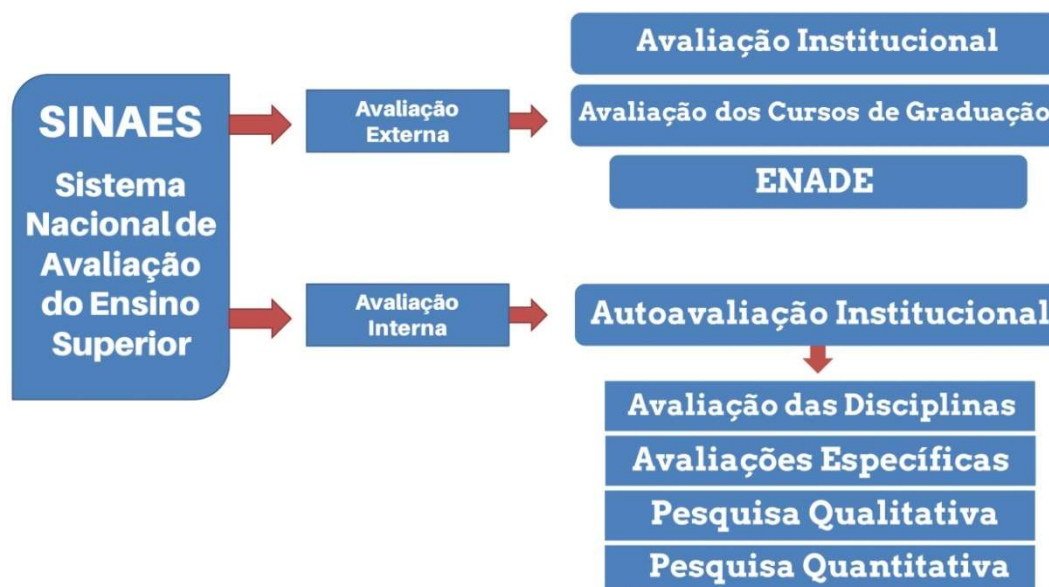 SINAES
Sistema
Nacional de
Avaliação
do Ensino
Superior
Avaliação
Externa
Avaliação Institucional
Avaliação dos Cursos de Graduação
ENADE
Avaliação
Interna
Autoavaliação Institucional
Avaliação das Disciplinas
Avaliações Específicas
Pesquisa Qualitativa
Pesquisa Quantitativa